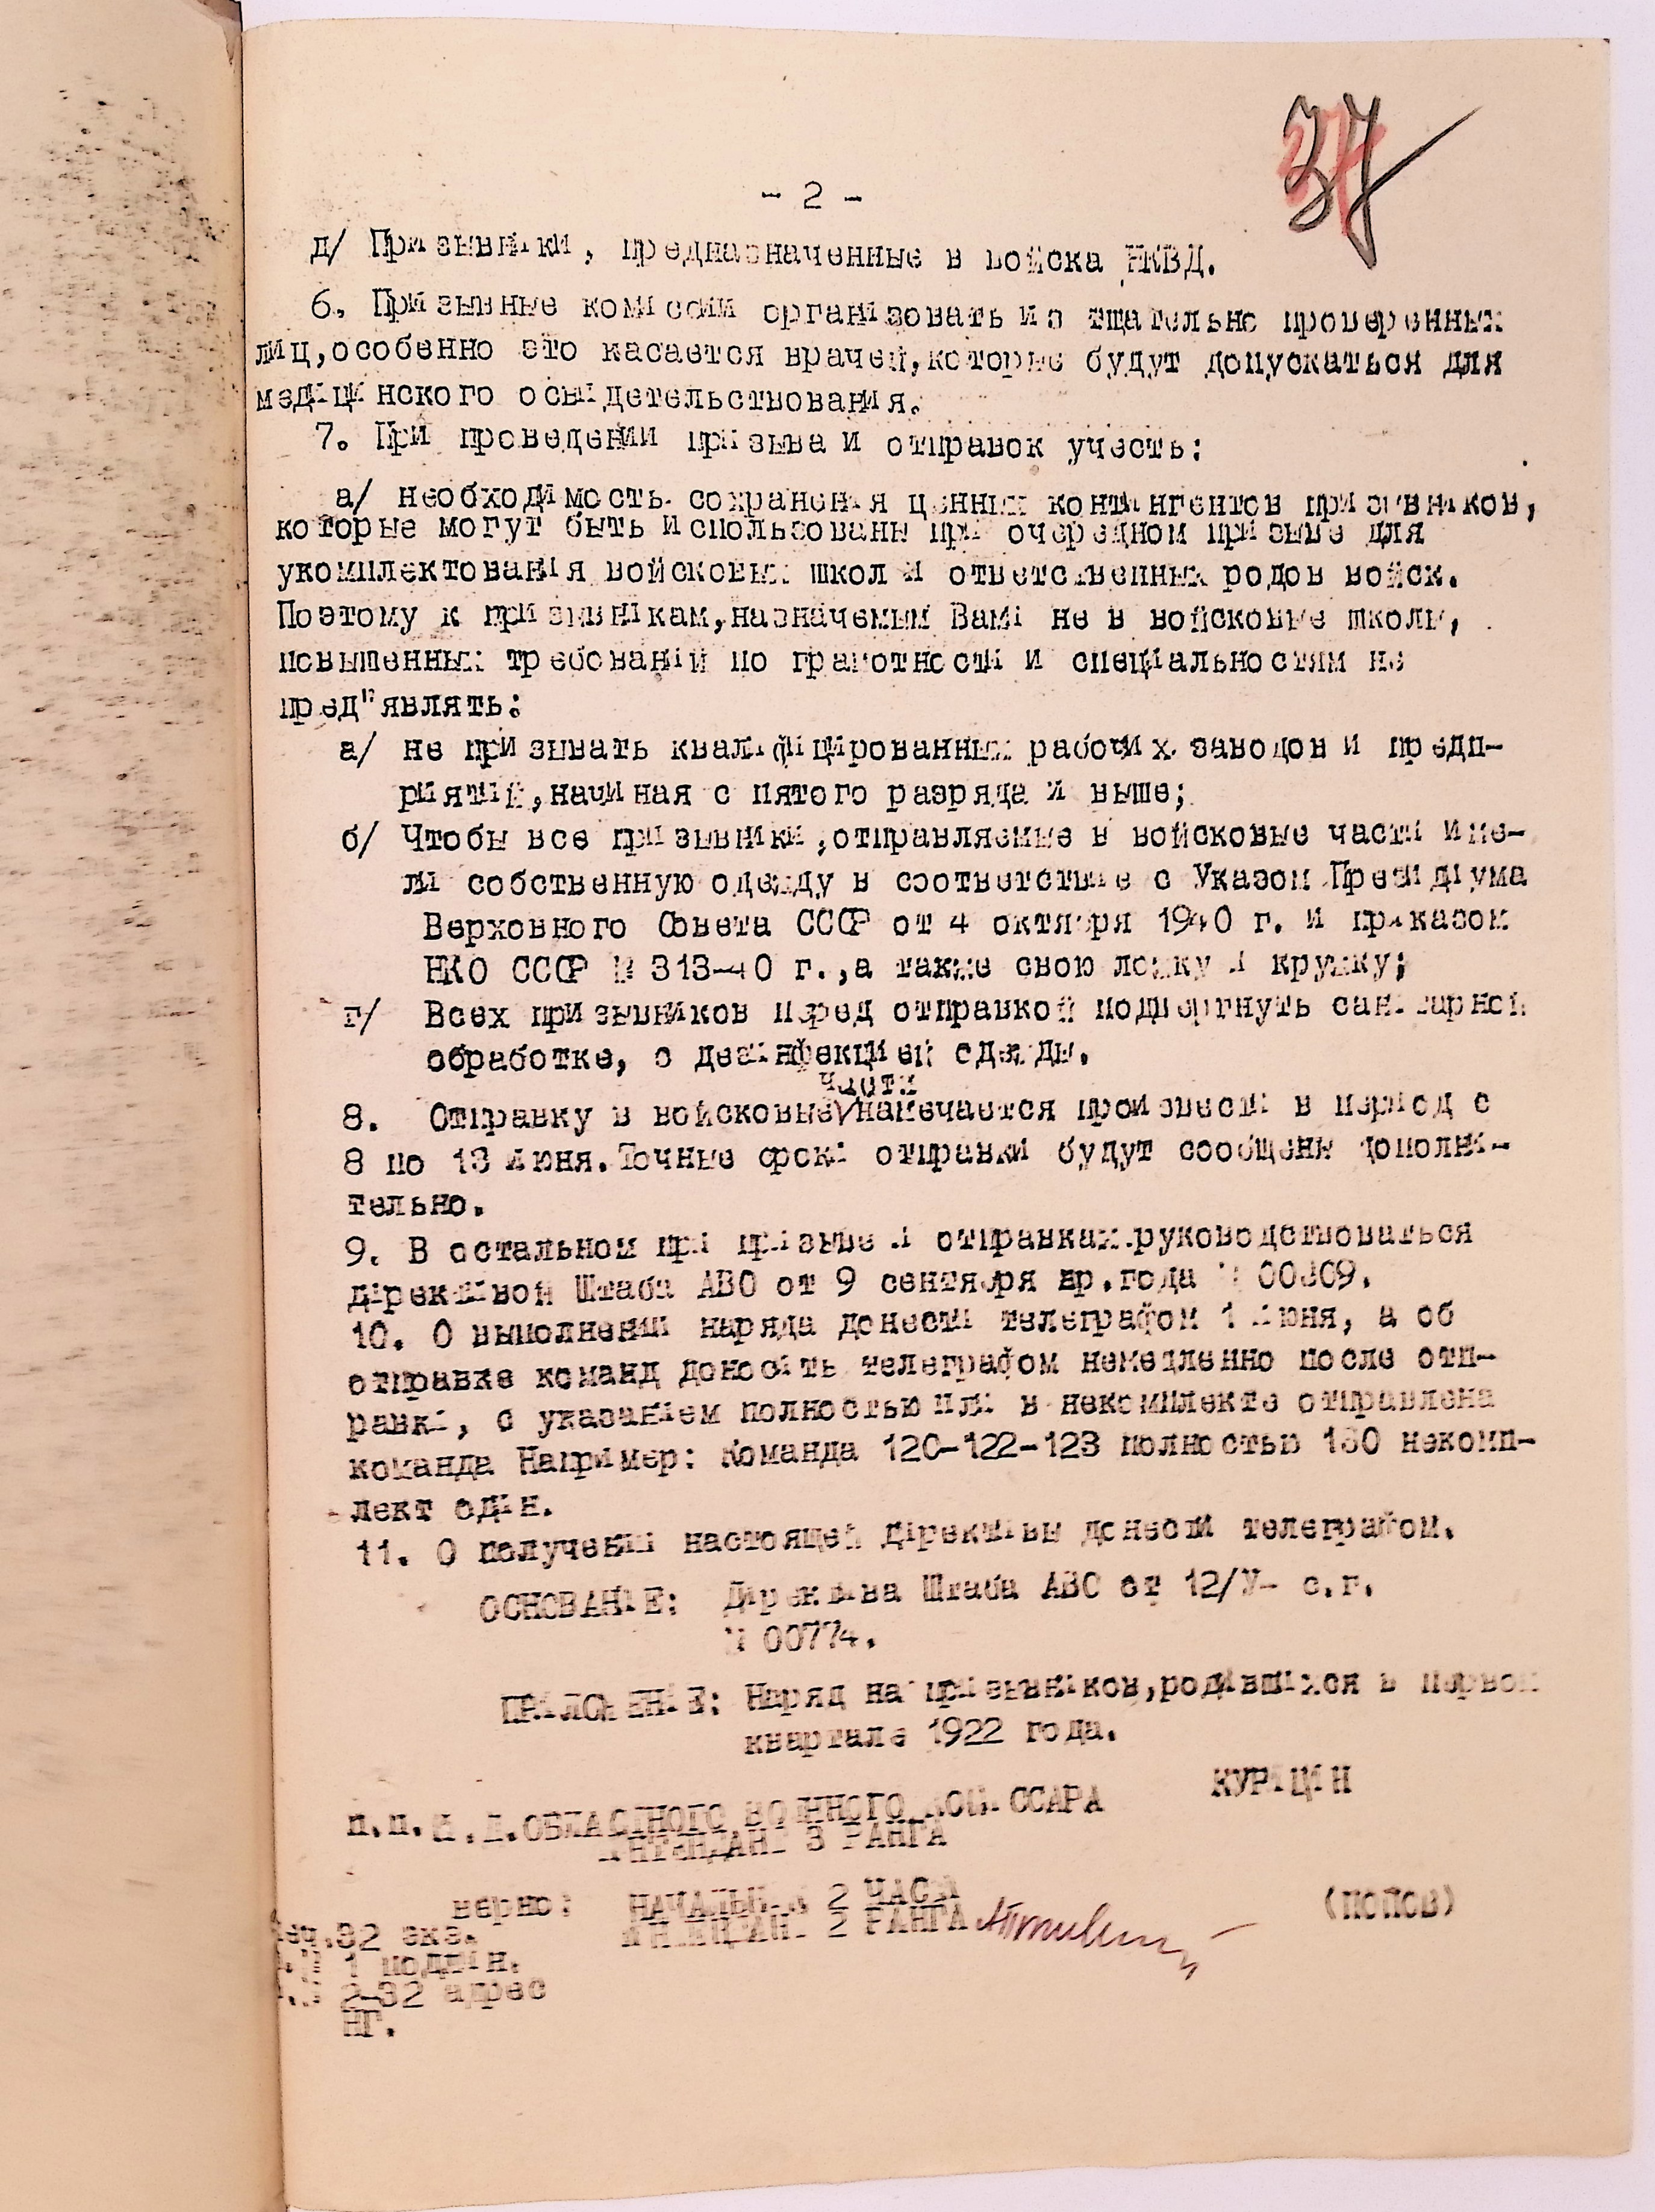 37
- 2 -
д/ Призывники, предназначенные в войска НКВД.
6. Призывные комиссии организовать из тщательно проверенных
лиц,особенно это касается врачей,которые будут допускаться для
медицинского освидетельствования.
7. При проведении призыва и отправок учесть:
а/ необходимость сохранения ценных контингентов призывников,
которые могут быть использованы при очередном призыве для
укомплектования войсковых школ и ответственных родов войск.
Поэтому к призывникам,назначемым Вами не в войсковые школы,
повышенных требований по грамотности и специальностям не
пред"являть:
а/ не призывать квалифицированных рабочих заводов и предп-
риятий,начиная с пятого разряда и выше;
б/ Чтобы все призывники,отправляемые в войсковые части име-
ли собственную одежду в соответствие с Указом Президиума
Верховного Совета СССР от 4 октября 1940 г. и приказом
НКО СССР № 313-40 г.,а также свою ложку и кружку;
г/ Всех призывников перед отправкой подвергнуть санитарной
обработке, с дезинфекцией одежды.
части
8. Отправку в войсковые намечается произвести в период с
8 по 13 июня.Точные сроки отправки будут сообщены дополни-
тельно.
9. В остальном при призыве и отправках руководствоваться
директивой Штаба АВО от 9 сентября пр.года №
10. О выполнении наряда донести телеграфом 1 июня, а об
отправке команд доносить телеграфом немедленно после отп-
равки, с указанием полностью или в некомплекте отправлена
команда Например: Команда 120-122-123 полностью 130 некомп-
лект один.
11. О получении настоящей директивы донести телеграфом.
ОСНОВАНИЕ: Директива Штаба АВО от 12/У- с.г.
№ 00774.
ПРИЛОЖЕНИЕ: Наряд на призывников,родившихся в первом
квартале 1922 года.
п.п. И.Д.ОБЛАСТНОГО ВОЕННОГО КОМИССАРА КУРИЦИН
ИНТЕНДАНТ 3 РАНГА
верно: НАЧАЛЬНИК 2 ЧАСТИ
ИНТЕНДАНТ 2 РАНГА (ПОПОВ)
32 экз.
1 подлин.
2-32 адрес
НГ.